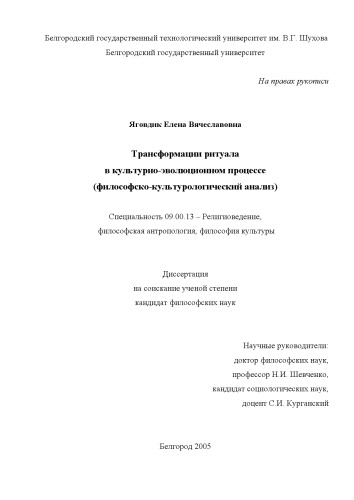 Белгородский государственный технологический университет им. В.Г. Шухова
Белгородский государственный университет
На правах рукописи
Яговдик Елена Вячеславовна
Трансформации ритуала
в культурно-эволюционном процессе
(философско-культурологический анализ)
Специальность 09.00.13 – Религиоведение,
философская антропология, философия культуры
Диссертация
на соискание ученой степени
кандидат философских наук
Научные руководители:
доктор философских наук,
профессор Н.И. Шевченко,
кандидат социологических наук,
доцент С.И. Курганский
Белгород 2005